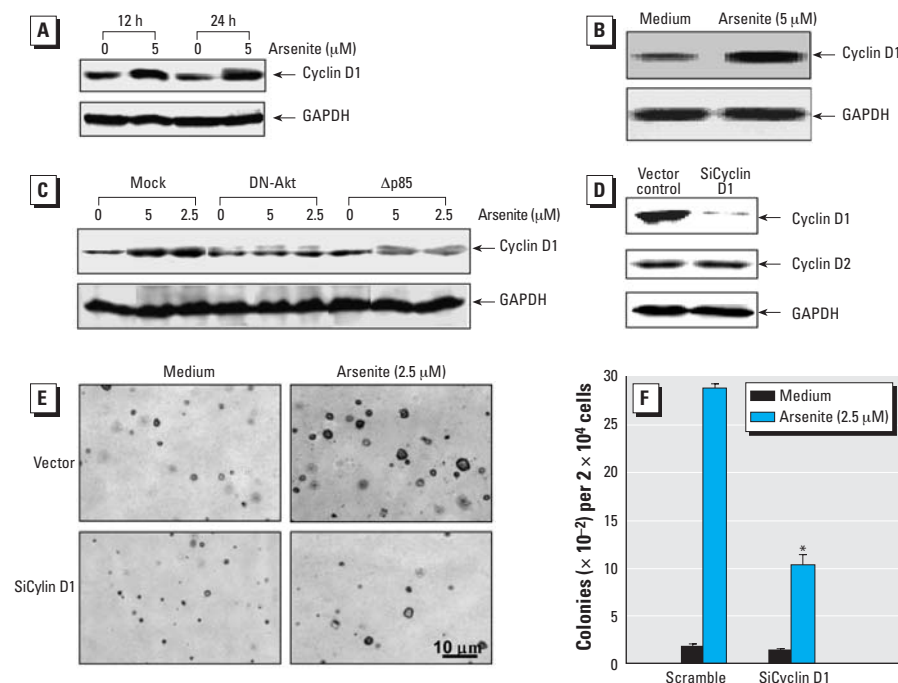 A
12 h 24 h
0 5 0 5 Arsenite (μM)
Cyclin D1
GAPDH
B
Medium Arsenite (5 μM)
Cyclin D1
GAPDH
C
Mock DN-Akt Δp85
0 5 2.5 0 5 2.5 0 5 2.5 Arsenite (μM)
Cyclin D1
GAPDH
D
Vector control SiCyclin D1
Cyclin D1
Cyclin D2
GAPDH
E
Medium Arsenite (2.5 μM)
Vector
SiCylin D1
10 μm
F
Medium
Arsenite (2.5 μM)
Colonies (× 10⁻²) per 2 × 10⁴ cells
30
25
20
15
10
5
0
*
Scramble SiCyclin D1